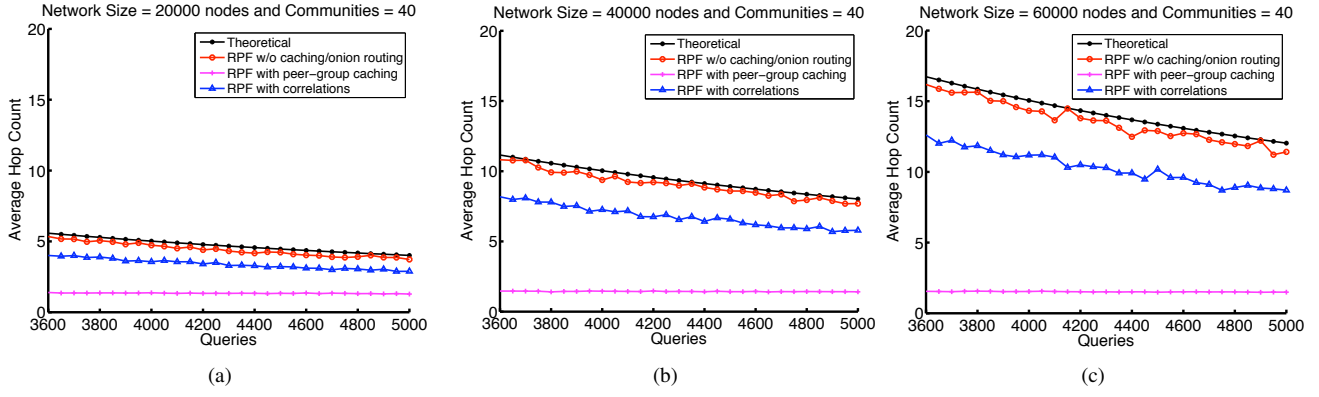 Network Size = 20000 nodes and Communities = 40
20
15
10
5
0
Average Hop Count
Theoretical
RPF w/o caching/onion routing
RPF with peer-group caching
RPF with correlations
3600 3800 4000 4200 4400 4600 4800 5000
Queries
(a)
Network Size = 40000 nodes and Communities = 40
20
15
10
5
0
Average Hop Count
Theoretical
RPF w/o caching/onion routing
RPF with peer-group caching
RPF with correlations
3600 3800 4000 4200 4400 4600 4800 5000
Queries
(b)
Network Size = 60000 nodes and Communities = 40
20
15
10
5
0
Average Hop Count
Theoretical
RPF w/o caching/onion routing
RPF with peer-group caching
RPF with correlations
3600 3800 4000 4200 4400 4600 4800 5000
Queries
(c)